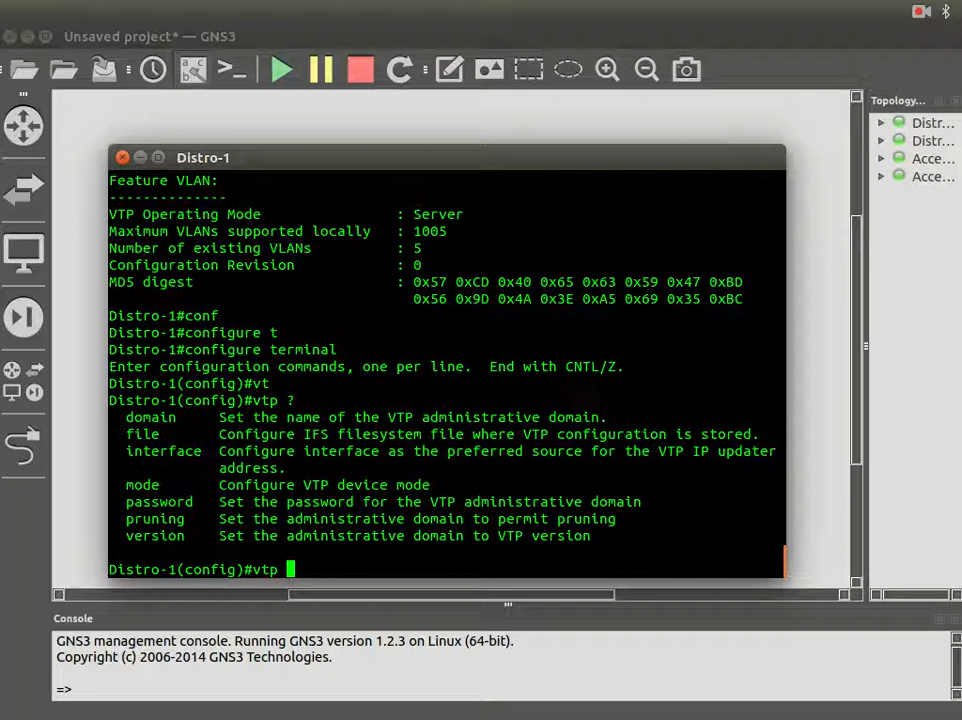 Unsaved project* — GNS3
Topology...
Distr...
Distr...
Acce...
Acce...
Distro-1
Feature VLAN:
--------------
VTP Operating Mode                : Server
Maximum VLANs supported locally   : 1005
Number of existing VLANs          : 5
Configuration Revision            : 0
MD5 digest                        : 0x57 0xCD 0x40 0x65 0x63 0x59 0x47 0xBD
0x56 0x9D 0x4A 0x3E 0xA5 0x69 0x35 0xBC
Distro-1#conf
Distro-1#configure t
Distro-1#configure terminal
Enter configuration commands, one per line.  End with CNTL/Z.
Distro-1(config)#vt
Distro-1(config)#vtp ?
domain     Set the name of the VTP administrative domain.
file       Configure IFS filesystem file where VTP configuration is stored.
interface  Configure interface as the preferred source for the VTP IP updater
address.
mode       Configure VTP device mode
password   Set the password for the VTP administrative domain
pruning    Set the administrative domain to permit pruning
version    Set the administrative domain to VTP version
Distro-1(config)#vtp
Console
GNS3 management console. Running GNS3 version 1.2.3 on Linux (64-bit).
Copyright (c) 2006-2014 GNS3 Technologies.
=>